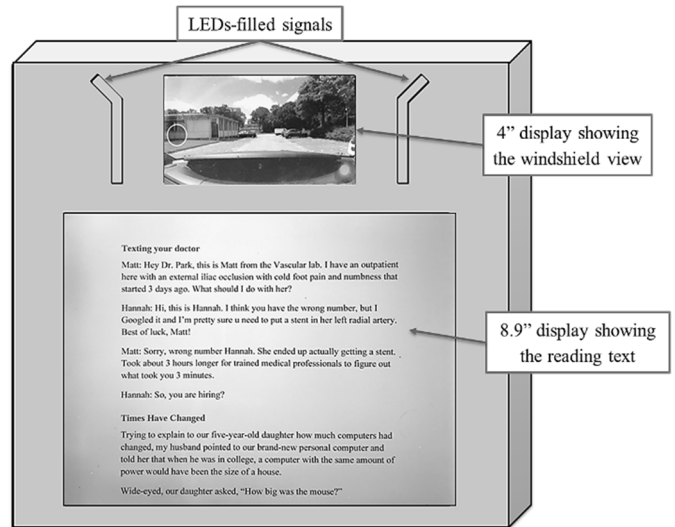 LEDs-filled signals
4” display showing
the windshield view
Texting your doctor
Matt: Hey Dr. Park, this is Matt from the Vascular lab. I have an outpatient
here with an external iliac occlusion with cold foot pain and numbness that
started 3 days ago. What should I do with her?
Hannah: Hi, this is Hannah. I think you have the wrong number, but I
Googled it and I'm pretty sure u need to put a stent in her left radial artery.
Best of luck, Matt!
Matt: Sorry, wrong number Hannah. She ended up actually getting a stent.
Took about 3 hours longer for trained medical professionals to figure out
what took you 3 minutes.
Hannah: So, you are hiring?
Times Have Changed
Trying to explain to our five-year-old daughter how much computers had
changed, my husband pointed to our brand-new personal computer and
told her that when he was in college, a computer with the same amount of
power would have been the size of a house.
Wide-eyed, our daughter asked, “How big was the mouse?”
8.9” display showing
the reading text